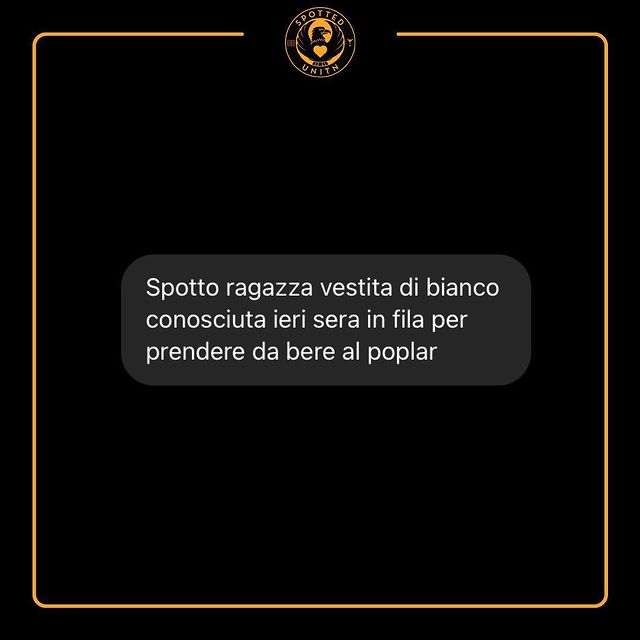 SPOTTED
UNITN
Spotto ragazza vestita di bianco
conosciuta ieri sera in fila per
prendere da bere al poplar